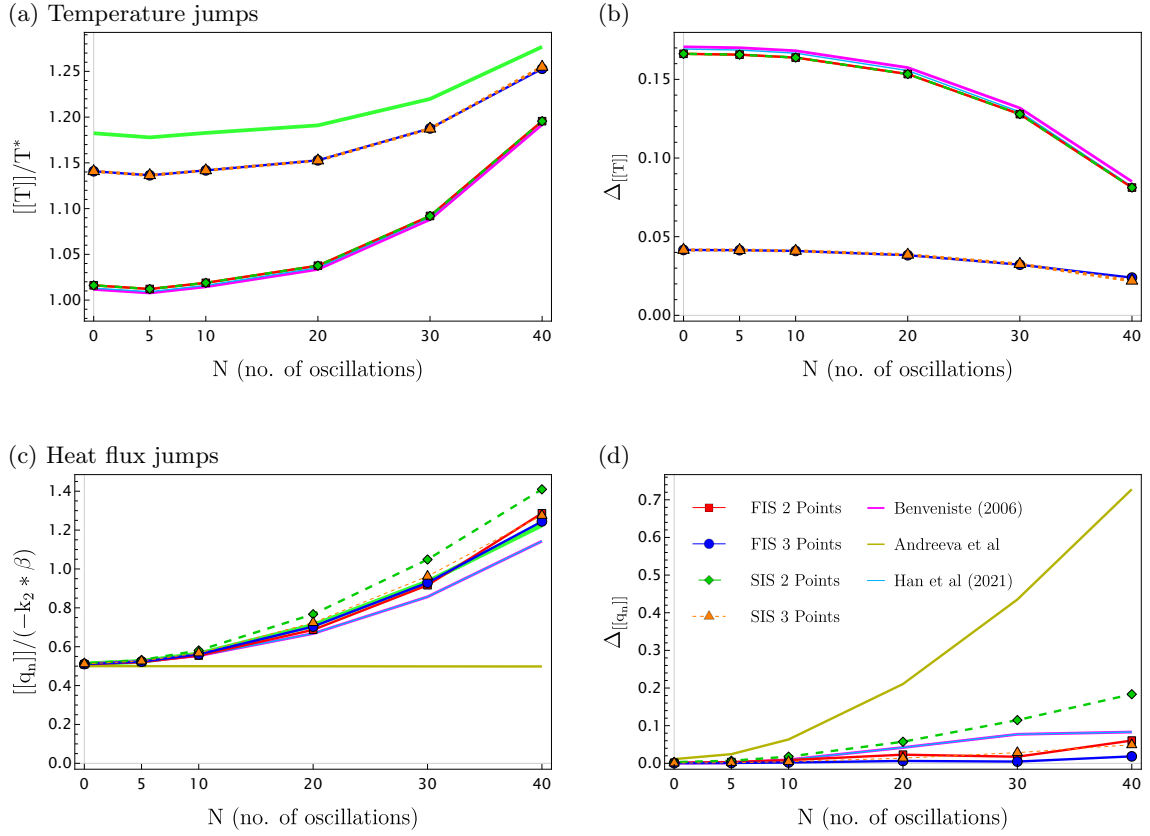 (a) Temperature jumps
[[T]]/T*
1.25
1.20
1.15
1.10
1.05
1.00
0 5 10 20 30 40
N (no. of oscillations)
(b)
Δ[[T]]
0.15
0.10
0.05
0.00
0 5 10 20 30 40
N (no. of oscillations)
(c) Heat flux jumps
[[qn]]/(−k2 * β)
1.4
1.2
1.0
0.8
0.6
0.4
0.2
0.0
0 5 10 20 30 40
N (no. of oscillations)
(d)
Δ[[qn]]
0.7
0.6
0.5
0.4
0.3
0.2
0.1
0.0
FIS 2 Points
FIS 3 Points
SIS 2 Points
SIS 3 Points
Benveniste (2006)
Andreeva et al
Han et al (2021)
0 5 10 20 30 40
N (no. of oscillations)